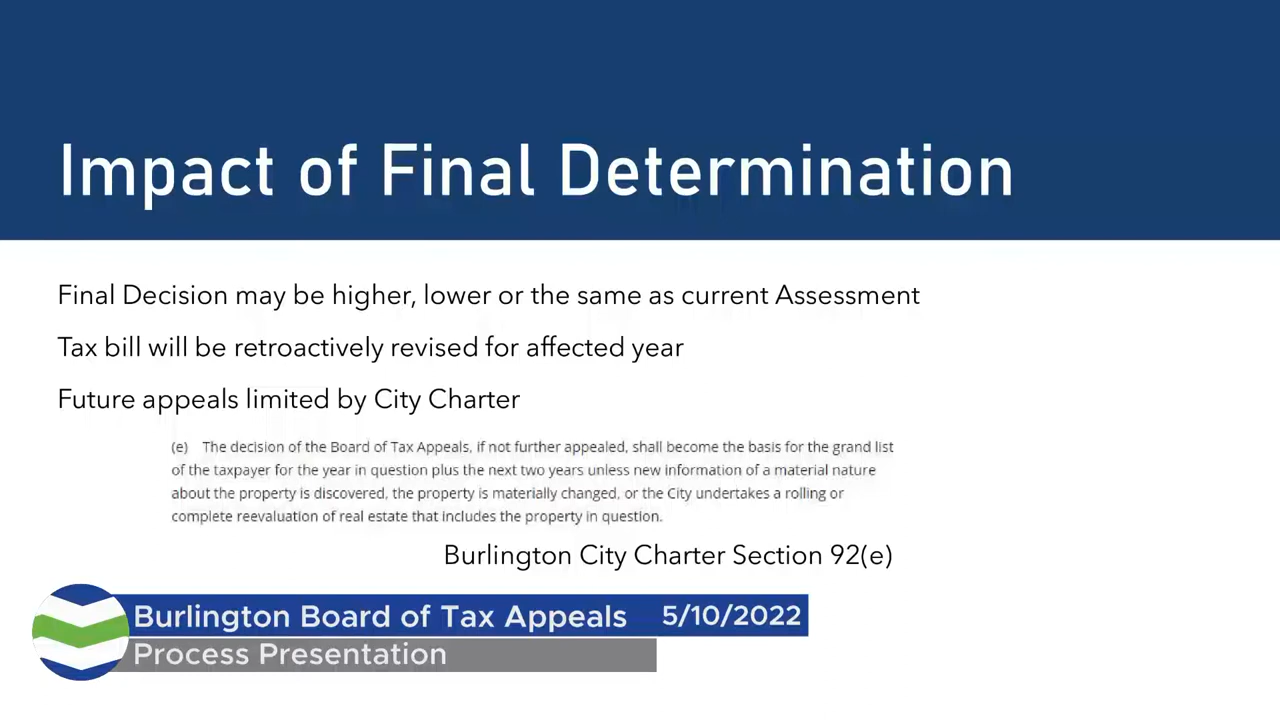 Impact of Final Determination
Final Decision may be higher, lower or the same as current Assessment
Tax bill will be retroactively revised for affected year
Future appeals limited by City Charter
(e) The decision of the Board of Tax Appeals, if not further appealed, shall become the basis for the grand list
of the taxpayer for the year in question plus the next two years unless new information of a material nature
about the property is discovered, the property is materially changed, or the City undertakes a rolling or
complete reevaluation of real estate that includes the property in question.
Burlington City Charter Section 92(e)
Burlington Board of Tax Appeals 5/10/2022
Process Presentation